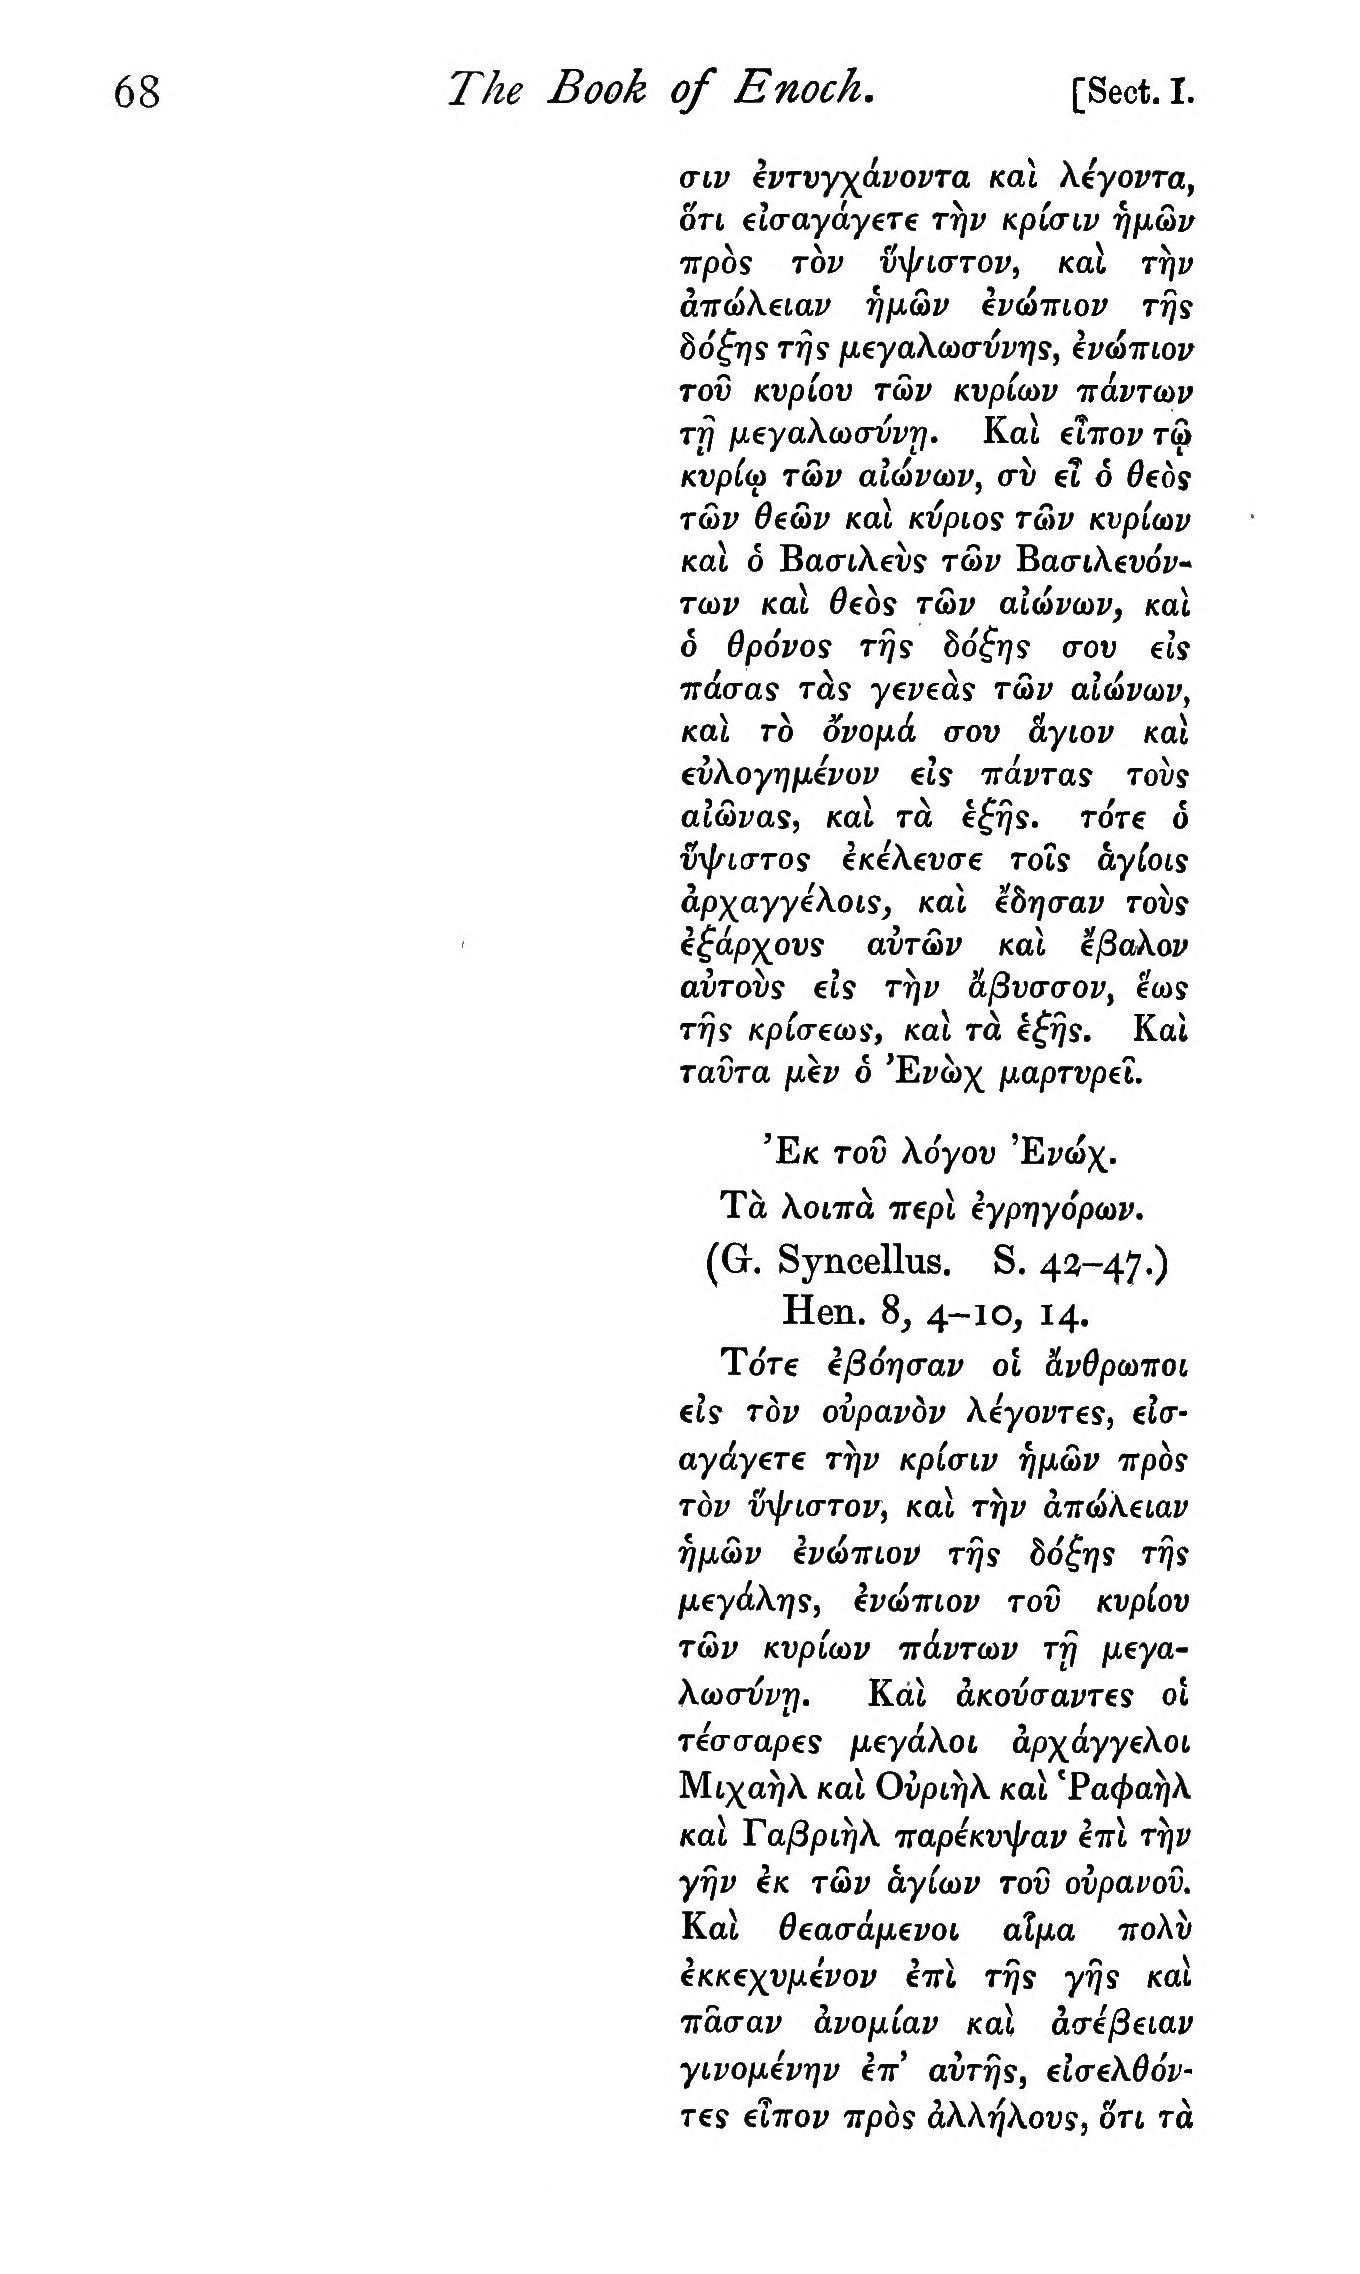 68 The Book of Enoch. [Sect. I.
σιν ἐντυγχάνοντα καὶ λέγοντα,
ὅτι εἰσαγάγετε τὴν κρίσιν ἡμῶν
πρὸς τὸν ὕψιστον, καὶ τὴν
ἀπώλειαν ἡμῶν ἐνώπιον τῆς
δόξης τῆς μεγαλωσύνης, ἐνώπιον
τοῦ κυρίου τῶν κυρίων πάντων
τῇ μεγαλωσύνῃ. Καὶ εἶπον τῷ
κυρίῳ τῶν αἰώνων, σὺ εἶ ὁ θεὸς
τῶν θεῶν καὶ κύριος τῶν κυρίων
καὶ ὁ Βασιλεὺς τῶν Βασιλευόν-
των καὶ θεὸς τῶν αἰώνων, καὶ
ὁ θρόνος τῆς δόξης σου εἰς
πάσας τὰς γενεὰς τῶν αἰώνων,
καὶ τὸ ὄνομά σου ἅγιον καὶ
εὐλογημένον εἰς πάντας τοὺς
αἰῶνας, καὶ τὰ ἑξῆς. τότε ὁ
ὕψιστος ἐκέλευσε τοῖς ἁγίοις
ἀρχαγγέλοις, καὶ ἔδησαν τοὺς
ἐξάρχους αὐτῶν καὶ ἔβαλον
αὐτοὺς εἰς τὴν ἄβυσσον, ἕως
τῆς κρίσεως, καὶ τὰ ἑξῆς. Καὶ
ταῦτα μὲν ὁ Ἐνὼχ μαρτυρεῖ.
Ἐκ τοῦ λόγου Ἐνώχ.
Τὰ λοιπὰ περὶ ἐγρηγόρων.
(G. Syncellus. S. 42–47.)
Hen. 8, 4–10, 14.
Τότε ἐβόησαν οἱ ἄνθρωποι
εἰς τὸν οὐρανὸν λέγοντες, εἰσ-
αγάγετε τὴν κρίσιν ἡμῶν πρὸς
τὸν ὕψιστον, καὶ τὴν ἀπώλειαν
ἡμῶν ἐνώπιον τῆς δόξης τῆς
μεγάλης, ἐνώπιον τοῦ κυρίου
τῶν κυρίων πάντων τῇ μεγα-
λωσύνῃ. Καὶ ἀκούσαντες οἱ
τέσσαρες μεγάλοι ἀρχάγγελοι
Μιχαὴλ καὶ Οὐριὴλ καὶ Ῥαφαὴλ
καὶ Γαβριὴλ παρέκυψαν ἐπὶ τὴν
γῆν ἐκ τῶν ἁγίων τοῦ οὐρανοῦ.
Καὶ θεασάμενοι αἷμα πολὺ
ἐκκεχυμένον ἐπὶ τῆς γῆς καὶ
πᾶσαν ἀνομίαν καὶ ἀσέβειαν
γινομένην ἐπ’ αὐτῆς, εἰσελθόν-
τες εἶπον πρὸς ἀλλήλους, ὅτι τὰ